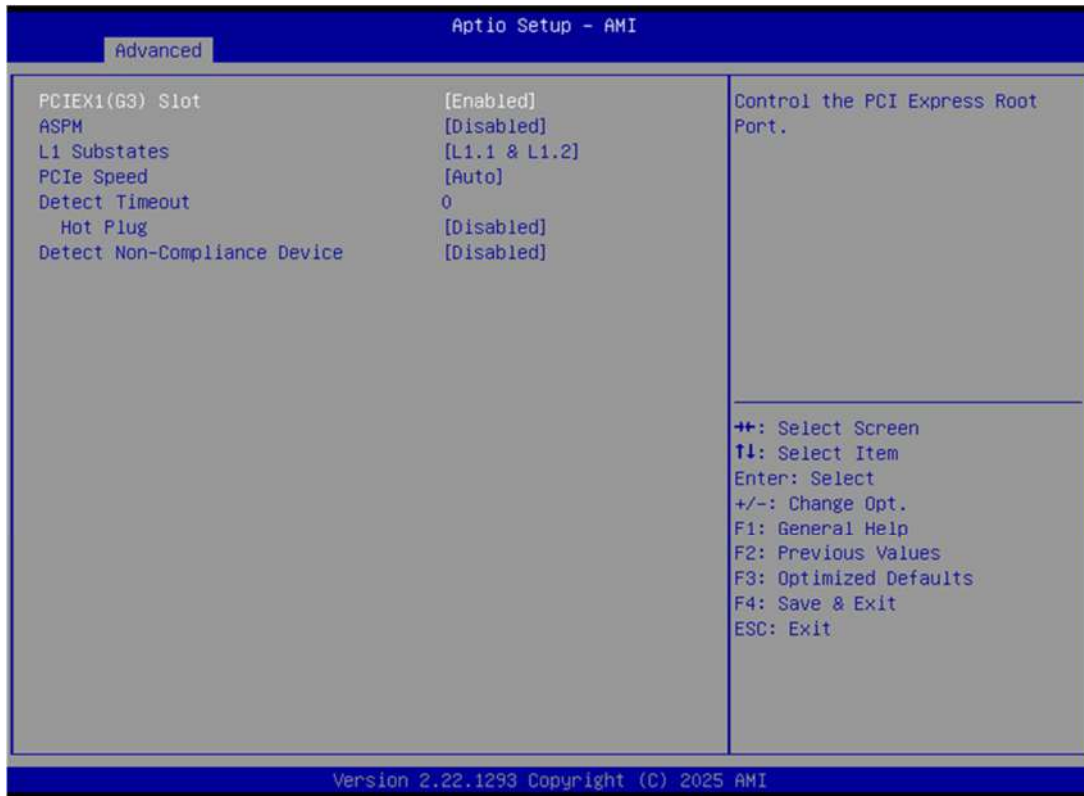 Aptio Setup - AMI
Advanced
PCIEX1(G3) Slot [Enabled]
ASPM [Disabled]
L1 Substates [L1.1 & L1.2]
PCIe Speed [Auto]
Detect Timeout 0
Hot Plug [Disabled]
Detect Non-Compliance Device [Disabled]
Control the PCI Express Root
Port.
→←: Select Screen
↑↓: Select Item
Enter: Select
+/-: Change Opt.
F1: General Help
F2: Previous Values
F3: Optimized Defaults
F4: Save & Exit
ESC: Exit
Version 2.22.1293 Copyright (C) 2025 AMI